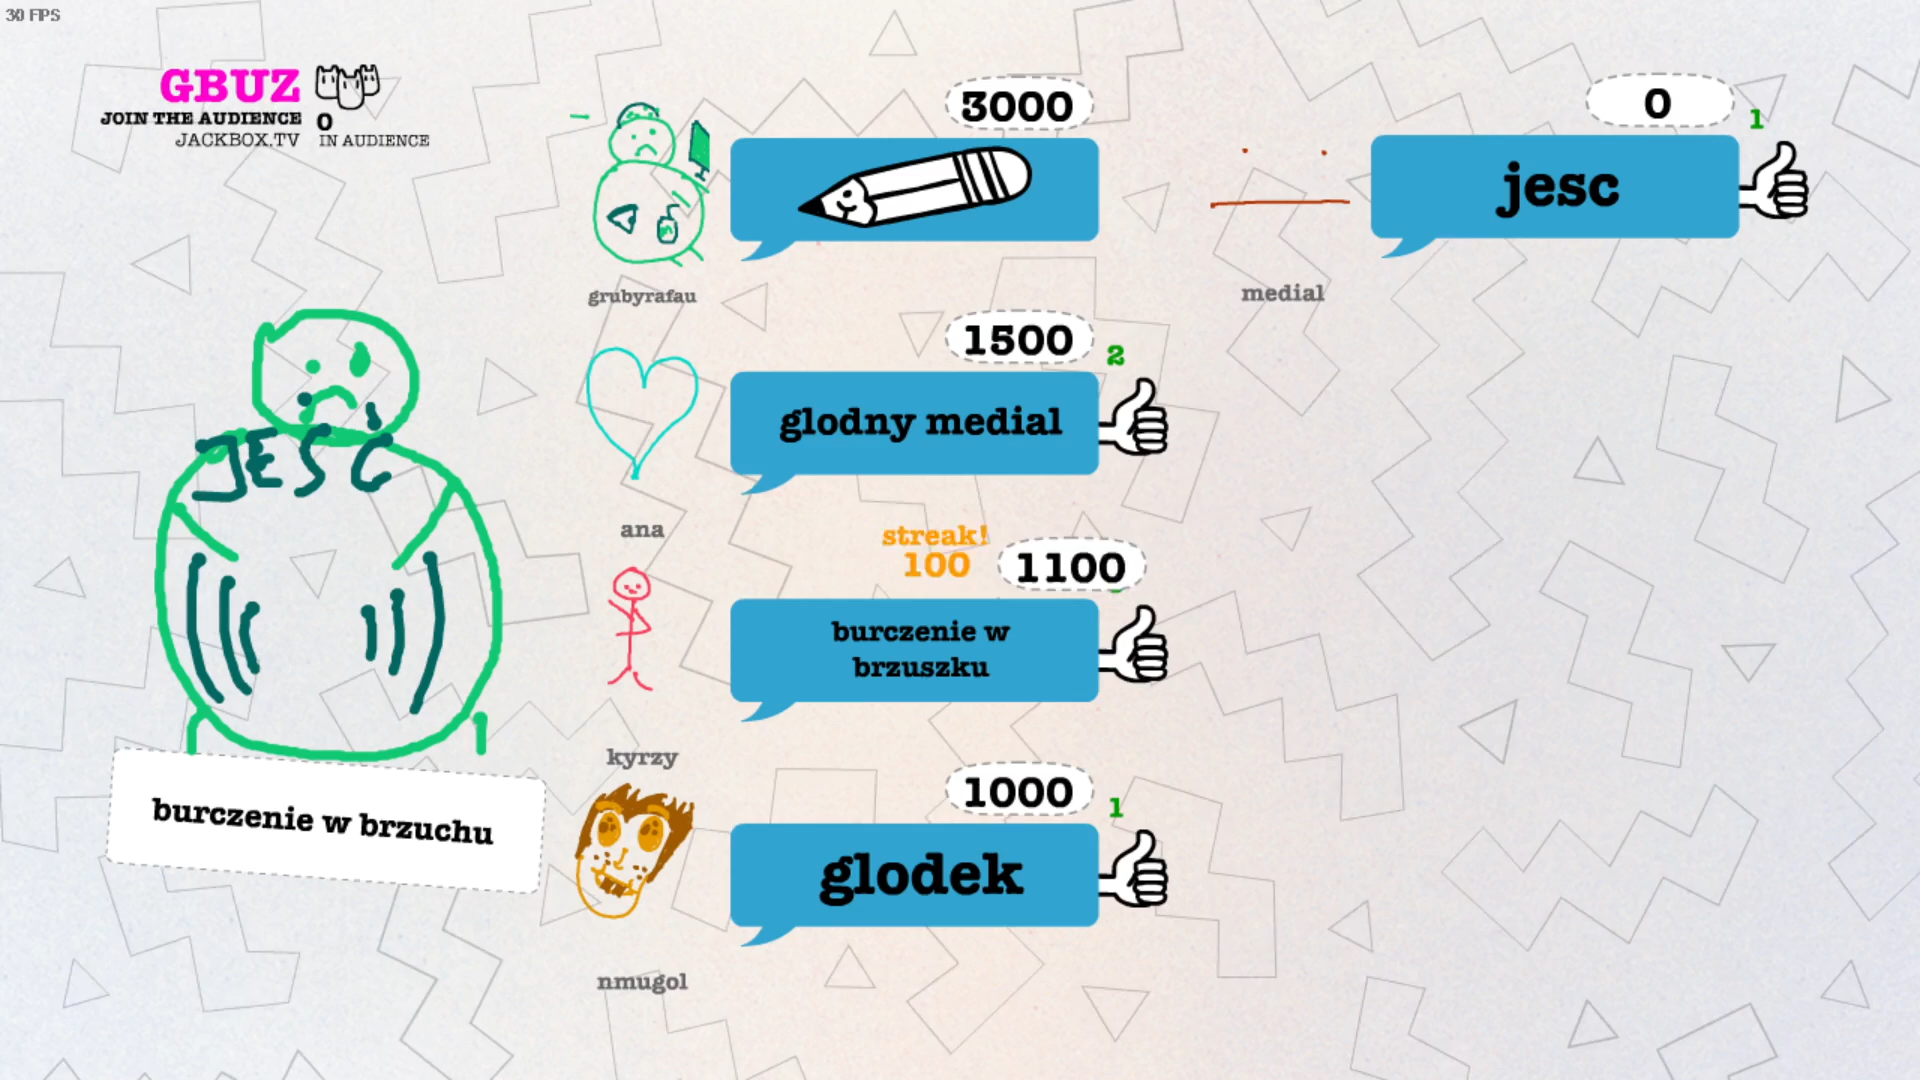 30 FPS
GBUZ
JOIN THE AUDIENCE
JACKBOX.TV
0
IN AUDIENCE
3000
grubyrafau
0
1
jesc
medial
1500
2
glodny medial
ana
streak!
100
1100
burczenie w
brzuszku
kyrzy
1000
1
glodek
nmugol
JEŚĆ
burczenie w brzuchu